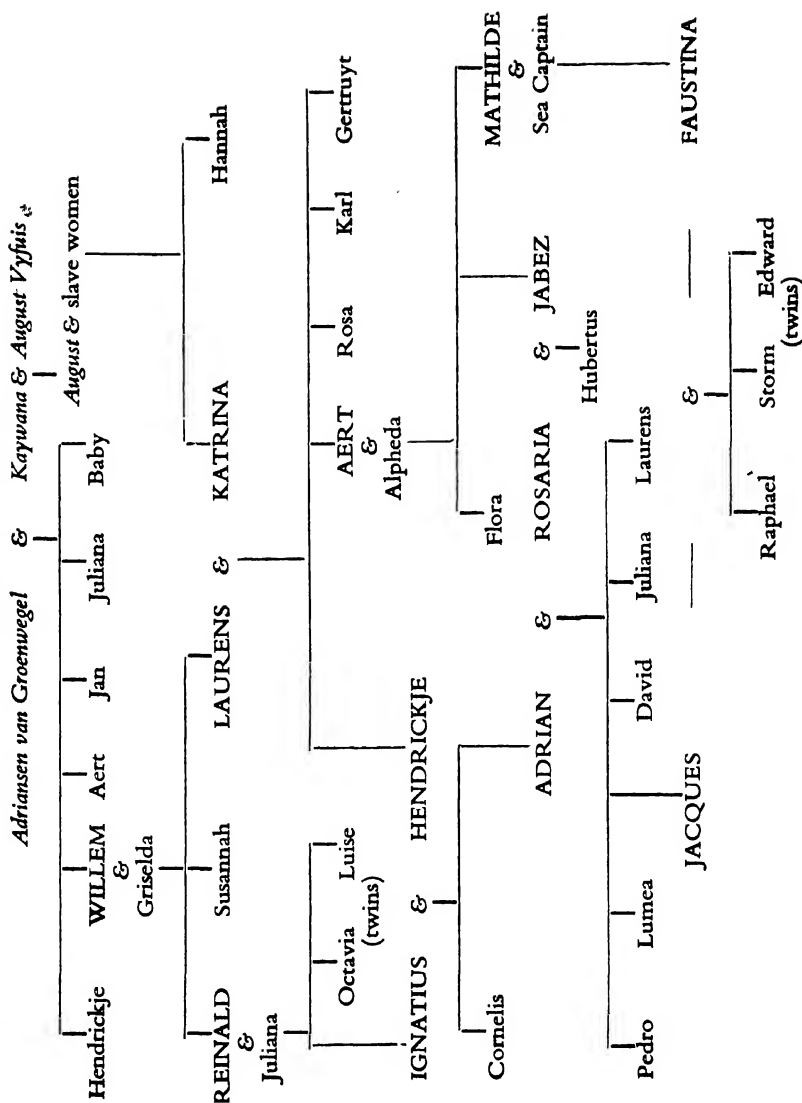 Adriansen van Groenwegel & Kaywana & August Vyfuis
Hendrickje WILLEM Aert Jan Juliana Baby August & slave women
&
Griselda
REINALD Susannah LAURENS & KATRINA Hannah
&
Juliana
Octavia Luise AERT Rosa Karl Gertruyt
(twins) &
Alpheda
IGNATIUS & HENDRICKJE Flora MATHILDE
&
Sea Captain
Cornelis ADRIAN & ROSARIA & JABEZ
Hubertus
Pedro Lumea David Juliana Laurens
JACQUES & FAUSTINA
Raphael Storm Edward
(twins)